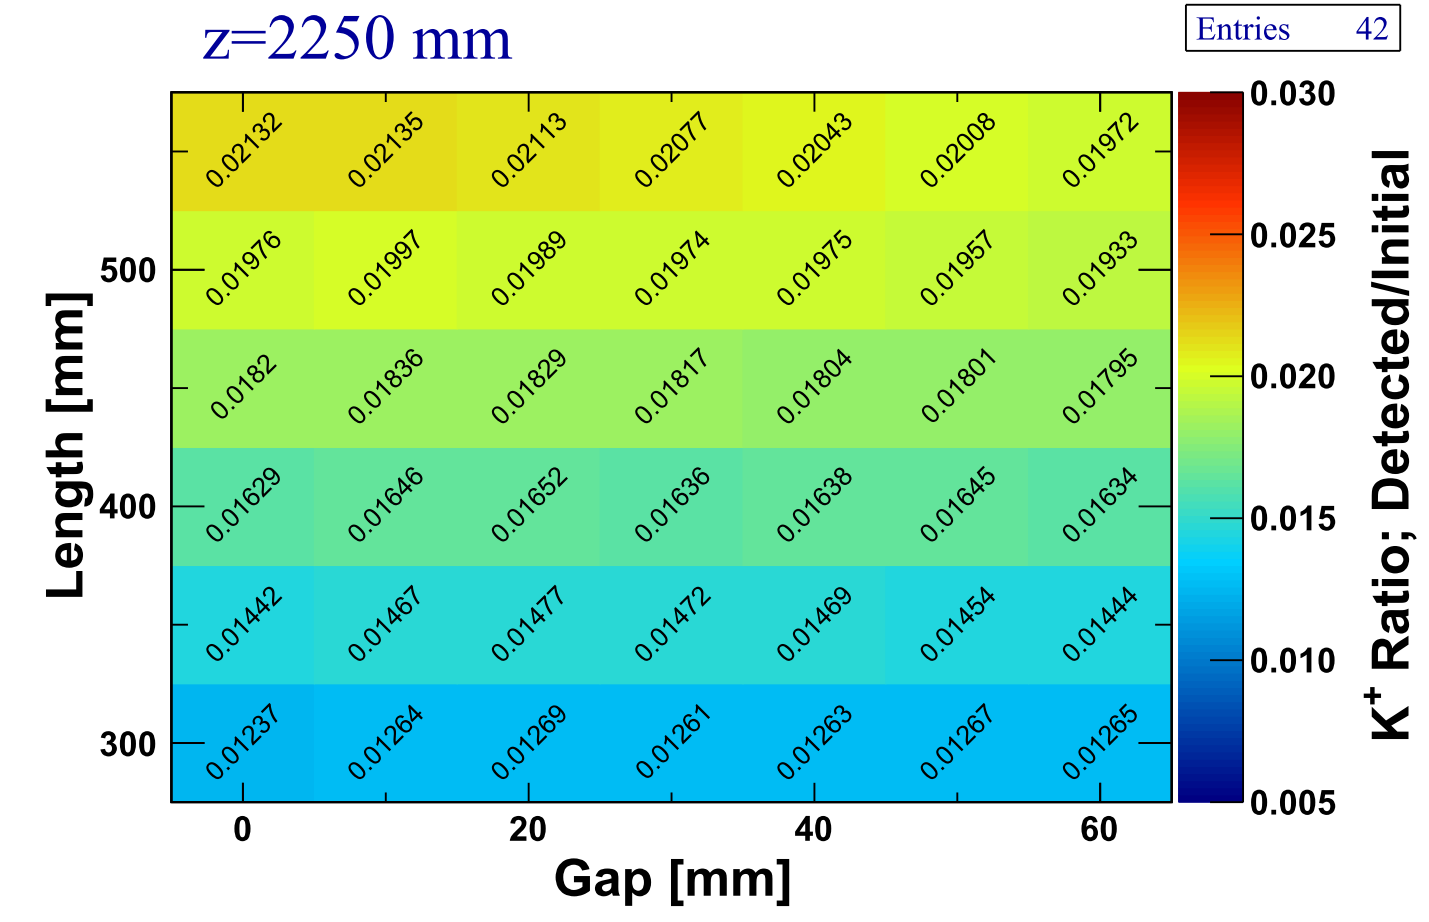 z=2250 mm
Entries 42
0.02132 0.02135 0.02113 0.02077 0.02043 0.02008 0.01972
0.01976 0.01997 0.01989 0.01974 0.01975 0.01957 0.01933
0.0182 0.01836 0.01829 0.01817 0.01804 0.01801 0.01795
0.01629 0.01646 0.01652 0.01636 0.01638 0.01645 0.01634
0.01442 0.01467 0.01477 0.01472 0.01469 0.01454 0.01444
0.01237 0.01264 0.01269 0.01261 0.01263 0.01267 0.01265
500
400
300
Length [mm]
0 20 40 60
Gap [mm]
0.030
0.025
0.020
0.015
0.010
0.005
K⁺ Ratio; Detected/Initial